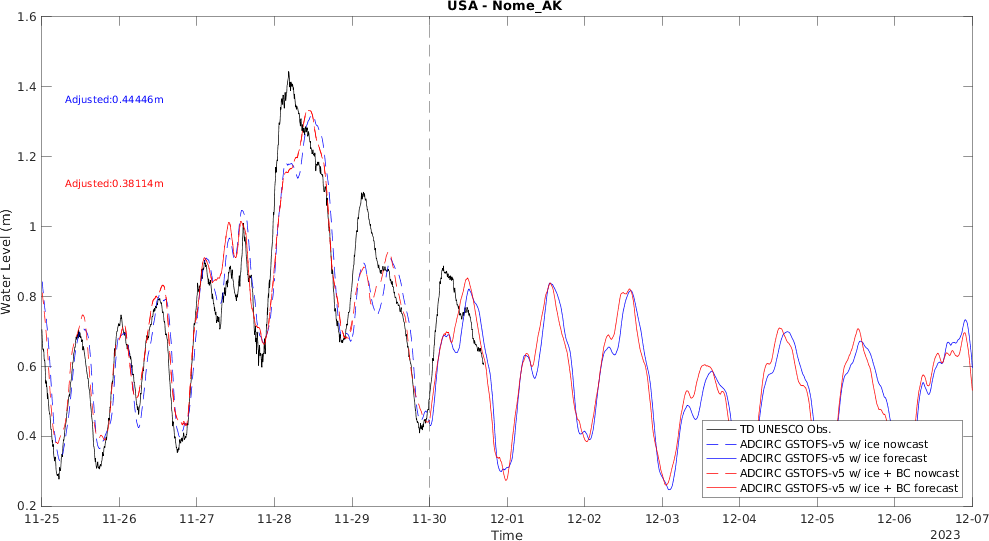 USA - Nome_AK
1.6
1.4
1.2
1
0.8
0.6
0.4
0.2
Water Level (m)
Adjusted:0.44446m
Adjusted:0.38114m
TD UNESCO Obs.
ADCIRC GSTOFS-v5 w/ ice nowcast
ADCIRC GSTOFS-v5 w/ ice forecast
ADCIRC GSTOFS-v5 w/ ice + BC nowcast
ADCIRC GSTOFS-v5 w/ ice + BC forecast
11-25 11-26 11-27 11-28 11-29 11-30 12-01 12-02 12-03 12-04 12-05 12-06 12-07
Time
2023